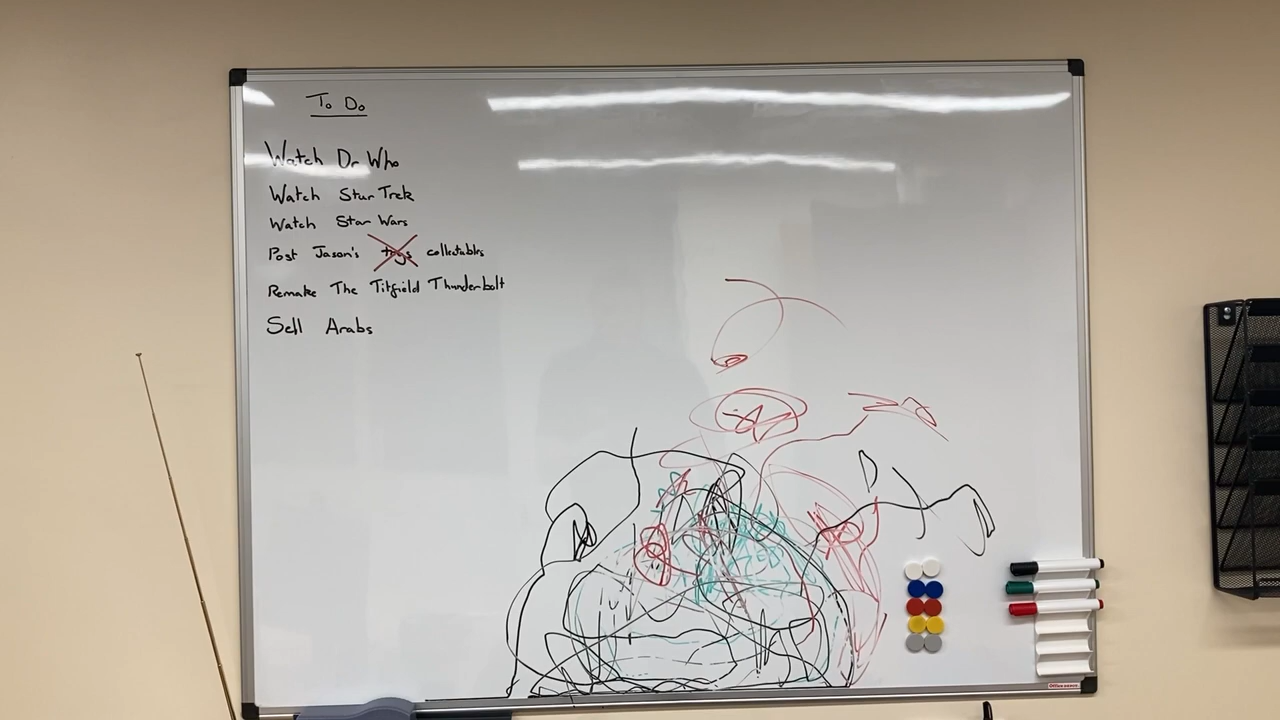 To Do
Watch Dr Who
Watch Star Trek
Watch Star Wars
Post Jason's toys collectables
Remake The Titfield Thunderbolt
Sell Arabs